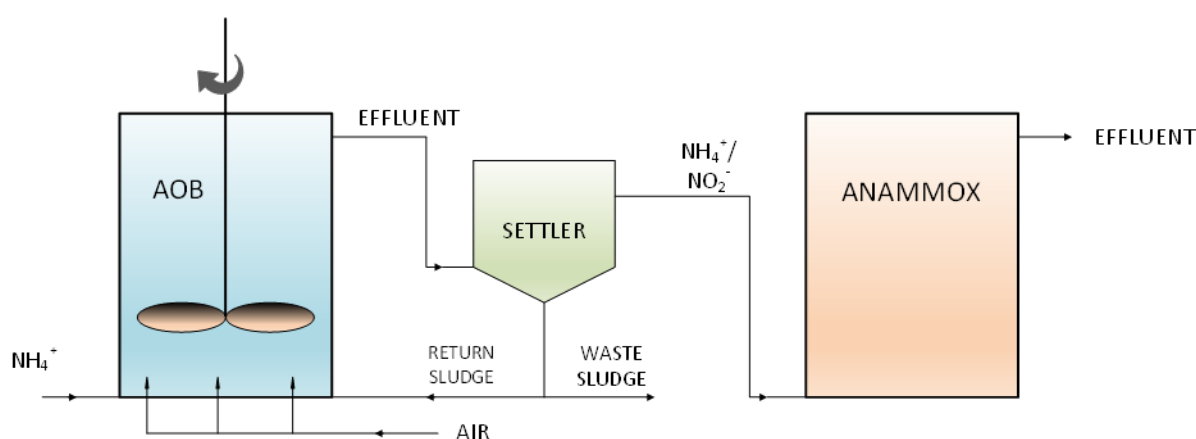 EFFLUENT
AOB
NH₄⁺/
NO₂⁻
EFFLUENT
ANAMMOX
SETTLER
NH₄⁺
RETURN
SLUDGE
WASTE
SLUDGE
AIR